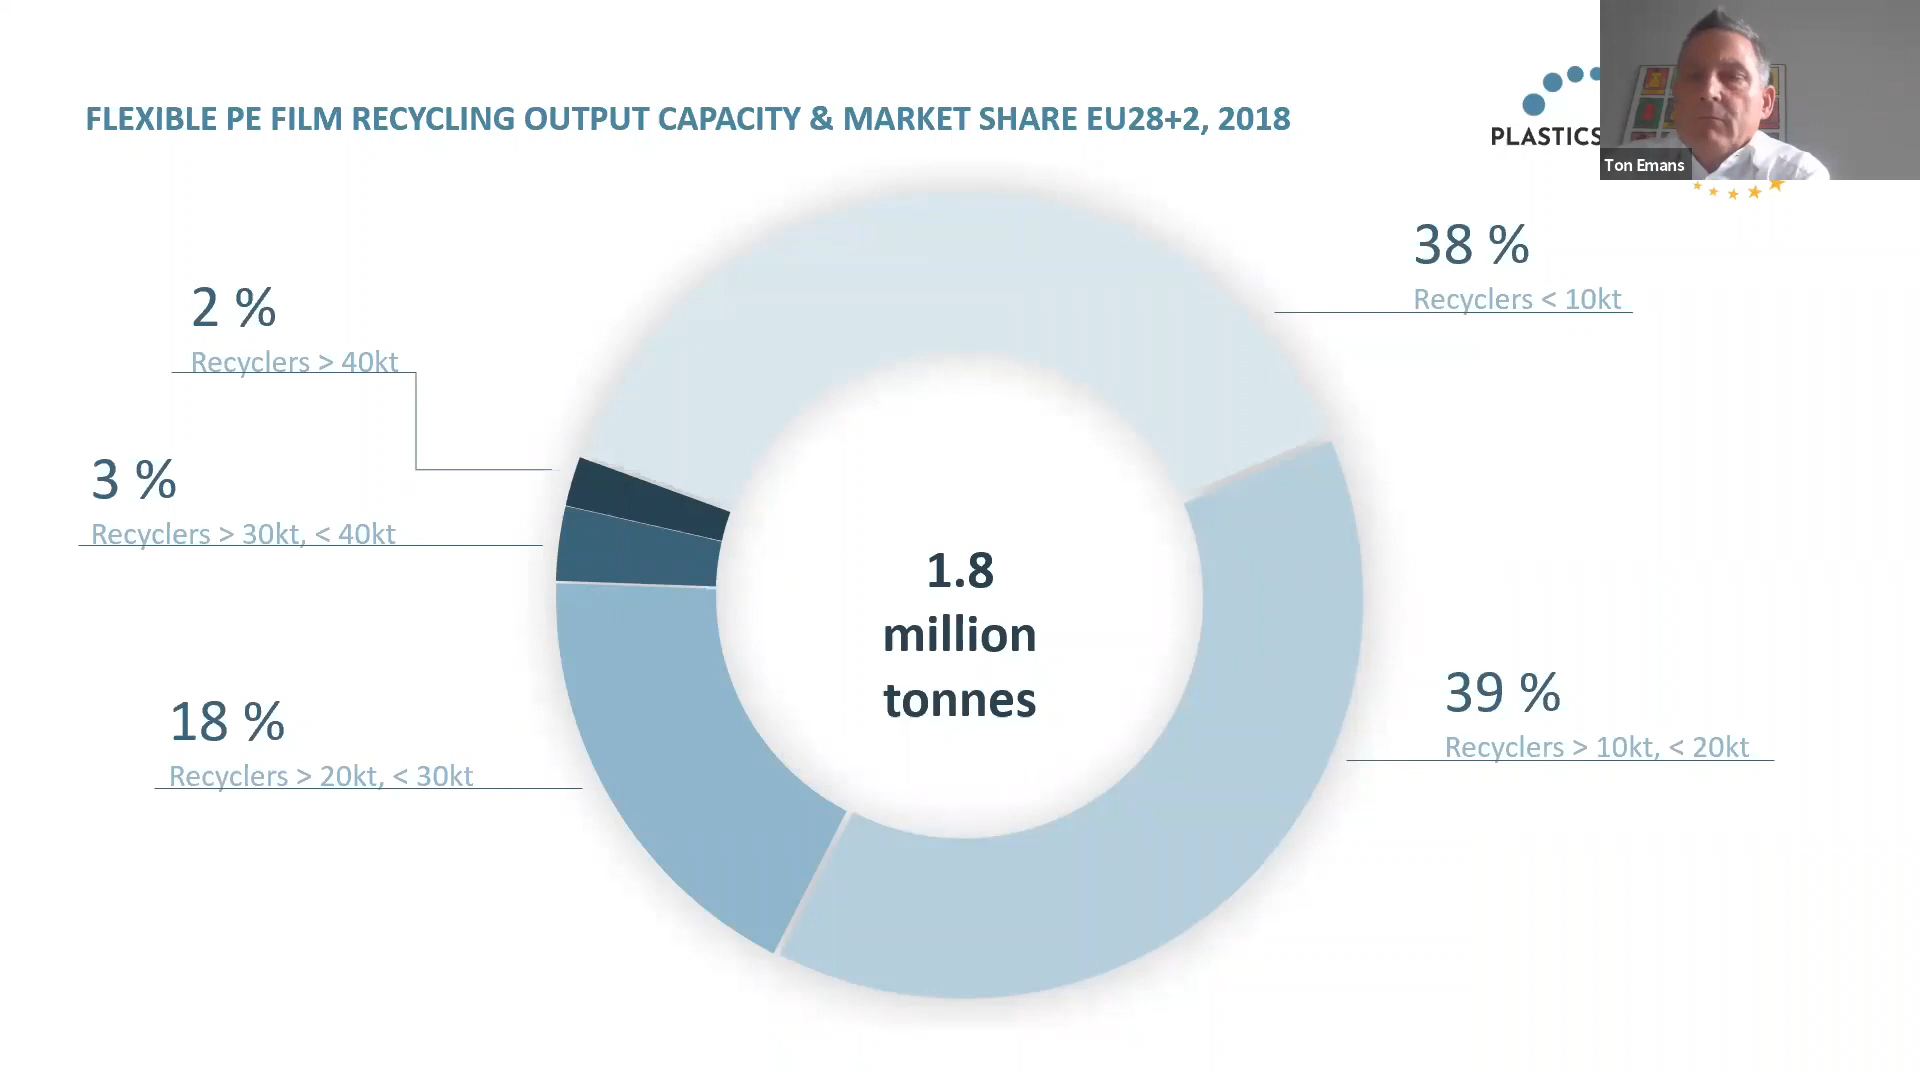 FLEXIBLE PE FILM RECYCLING OUTPUT CAPACITY & MARKET SHARE EU28+2, 2018
PLASTICS
Ton Emans
38 %
Recyclers < 10kt
2 %
Recyclers > 40kt
3 %
Recyclers > 30kt, < 40kt
1.8
million
tonnes
39 %
Recyclers > 10kt, < 20kt
18 %
Recyclers > 20kt, < 30kt